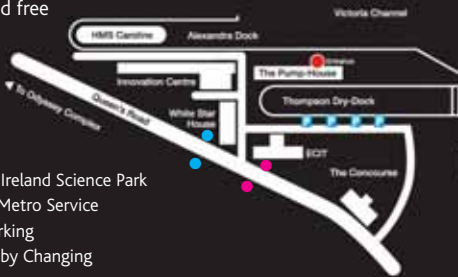 d free
Victoria Channel
HMS Caroline
Alexandra Dock
Entrance
The Pump-House
Innovation Centre
Thompson Dry-Dock
To Odyssey Complex
Queen's Road
White Star
House
P P P P
ECIT
The Concourse
Ireland Science Park
Metro Service
rking
by Changing